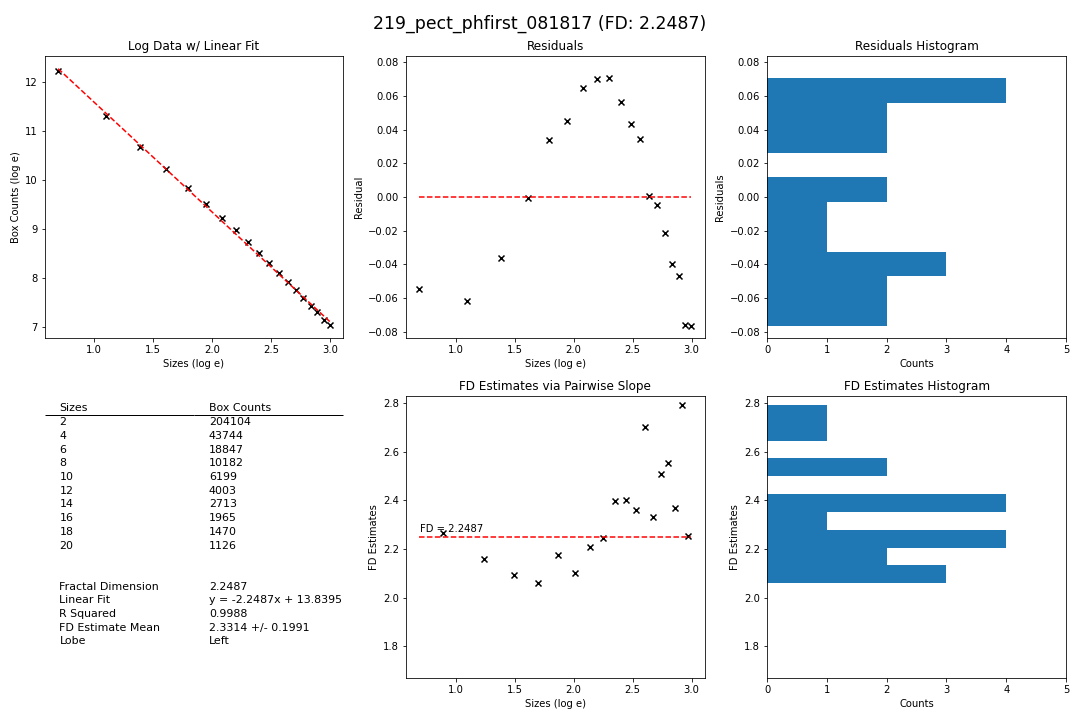 219_pect_phfirst_081817 (FD: 2.2487)
Log Data w/ Linear Fit
12
11
10
9
8
7
Box Counts (log e)
1.0 1.5 2.0 2.5 3.0
Sizes (log e)
Residuals
0.08
0.06
0.04
0.02
0.00
−0.02
−0.04
−0.06
−0.08
Residual
1.0 1.5 2.0 2.5 3.0
Sizes (log e)
Residuals Histogram
0.08
0.06
0.04
0.02
0.00
−0.02
−0.04
−0.06
−0.08
Residuals
0 1 2 3 4 5
Counts
Sizes Box Counts
2 204104
4 43744
6 18847
8 10182
10 6199
12 4003
14 2713
16 1965
18 1470
20 1126
Fractal Dimension 2.2487
Linear Fit y = -2.2487x + 13.8395
R Squared 0.9988
FD Estimate Mean 2.3314 +/- 0.1991
Lobe Left
FD Estimates via Pairwise Slope
2.8
2.6
2.4
2.2
2.0
1.8
FD Estimates
FD = 2.2487
1.0 1.5 2.0 2.5 3.0
Sizes (log e)
FD Estimates Histogram
2.8
2.6
2.4
2.2
2.0
1.8
FD Estimates
0 1 2 3 4 5
Counts